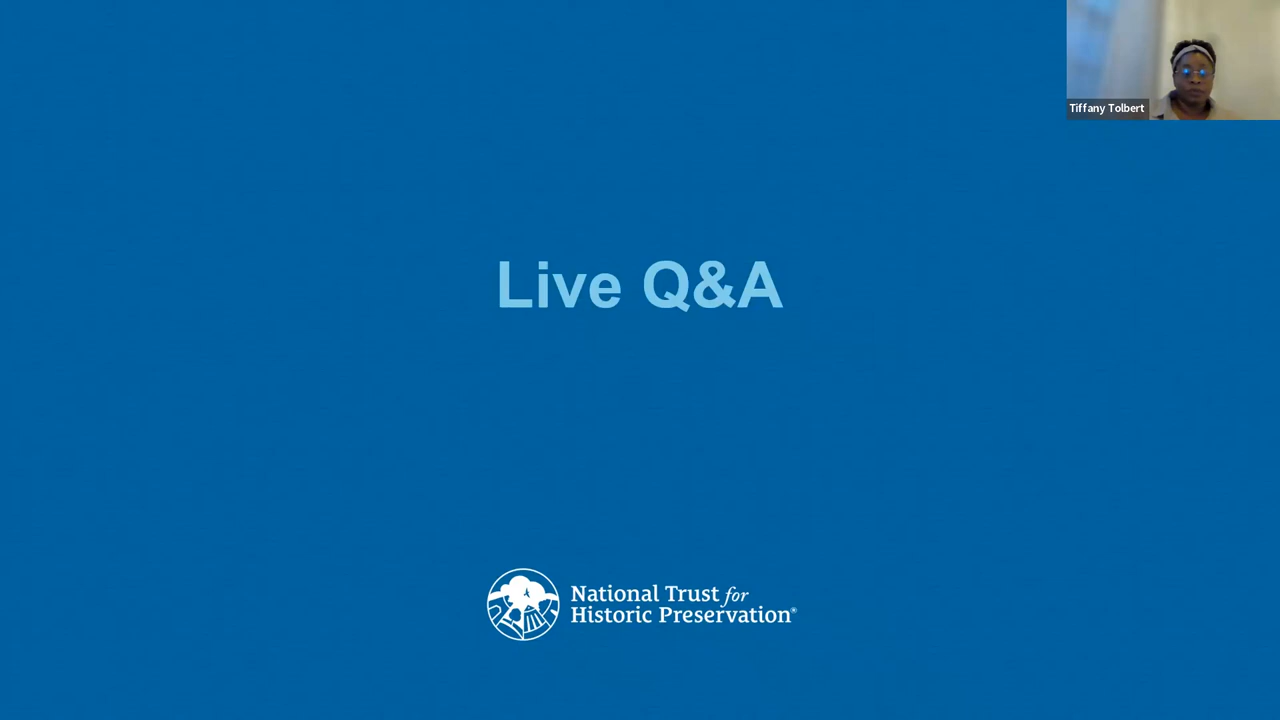 Tiffany Tolbert
Live Q&A
National Trust for
Historic Preservation®